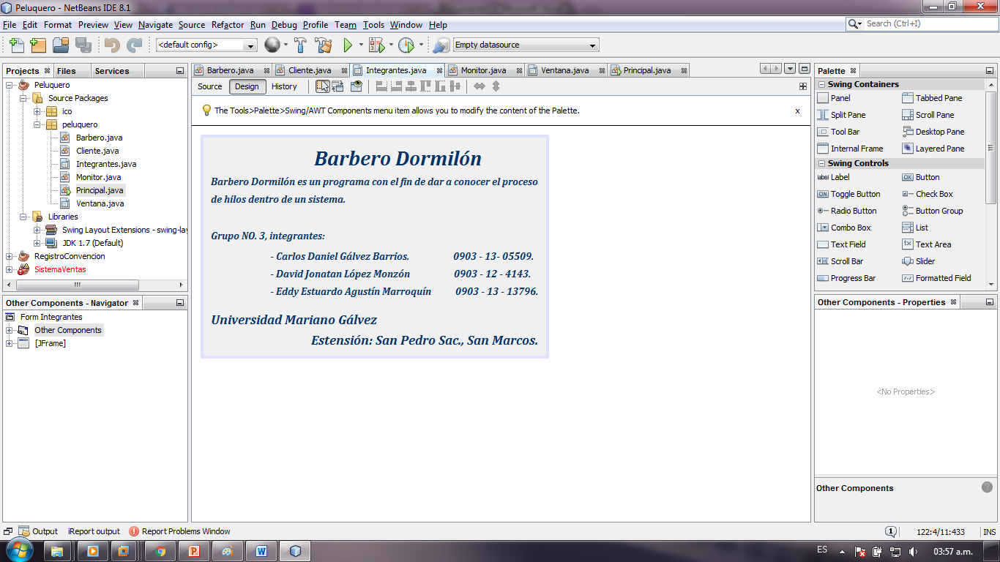 Peluquero - NetBeans IDE 8.1
File Edit Format Preview View Navigate Source Refactor Run Debug Profile Team Tools Window Help
Search (Ctrl+I)
<default config>
Empty datasource
Projects Files Services
Peluquero
Source Packages
ico
peluquero
Barbero.java
Cliente.java
Integrantes.java
Monitor.java
Principal.java
Ventana.java
Libraries
Swing Layout Extensions - swing-lay
JDK 1.7 (Default)
RegistroConvencion
SistemaVentas
Other Components - Navigator
Form Integrantes
Other Components
[JFrame]
Barbero.java Cliente.java Integrantes.java Monitor.java Ventana.java Principal.java
Source Design History
The Tools>Palette>Swing/AWT Components menu item allows you to modify the content of the Palette. x
Barbero Dormilón
Barbero Dormilón es un programa con el fin de dar a conocer el proceso
de hilos dentro de un sistema.
Grupo NO. 3, integrantes:
- Carlos Daniel Gálvez Barrios. 0903 - 13- 05509.
- David Jonatan López Monzón 0903 - 12 - 4143.
- Eddy Estuardo Agustín Marroquín 0903 - 13 - 13796.
Universidad Mariano Gálvez
Estensión: San Pedro Sac., San Marcos.
Palette
Swing Containers
Panel Tabbed Pane
Split Pane Scroll Pane
Tool Bar Desktop Pane
Internal Frame Layered Pane
Swing Controls
label Label OK Button
ON Toggle Button Check Box
Radio Button Button Group
Combo Box List
Text Field Text Area
Scroll Bar Slider
Progress Bar Formatted Field
Other Components - Properties
<No Properties>
Other Components
Output iReport output Report Problems Window
1 122:4/11:433 INS
ES 03:57 a.m.